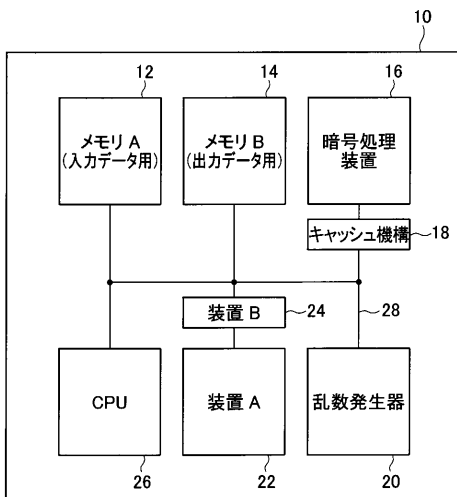 10
12
14
16
メモリ A
(入力データ用)
メモリ B
(出力データ用)
暗号処理
装置
キャッシュ機構
18
装置 B
24
28
CPU
装置 A
乱数発生器
26
22
20